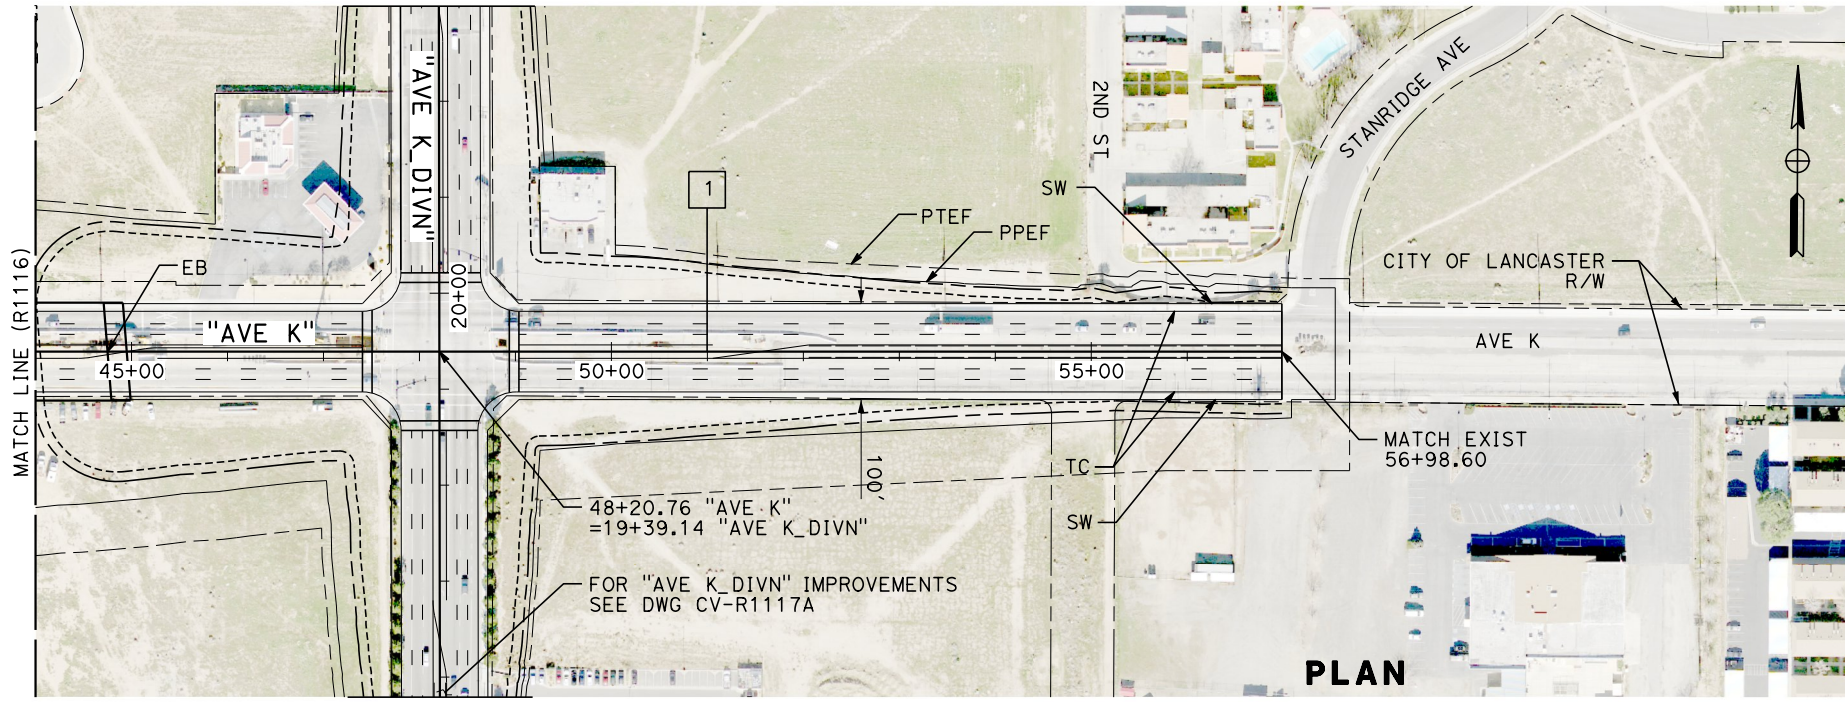 "AVE K_DIVN"
2ND ST
STANRIDGE AVE
1
SW
PTEF
PPEF
EB
CITY OF LANCASTER
R/W
MATCH LINE (R1116)
20+00
"AVE K"
AVE K
45+00
50+00
55+00
MATCH EXIST
56+98.60
TC
100'
48+20.76 "AVE K"
=19+39.14 "AVE K_DIVN"
SW
FOR "AVE K_DIVN" IMPROVEMENTS
SEE DWG CV-R1117A
PLAN